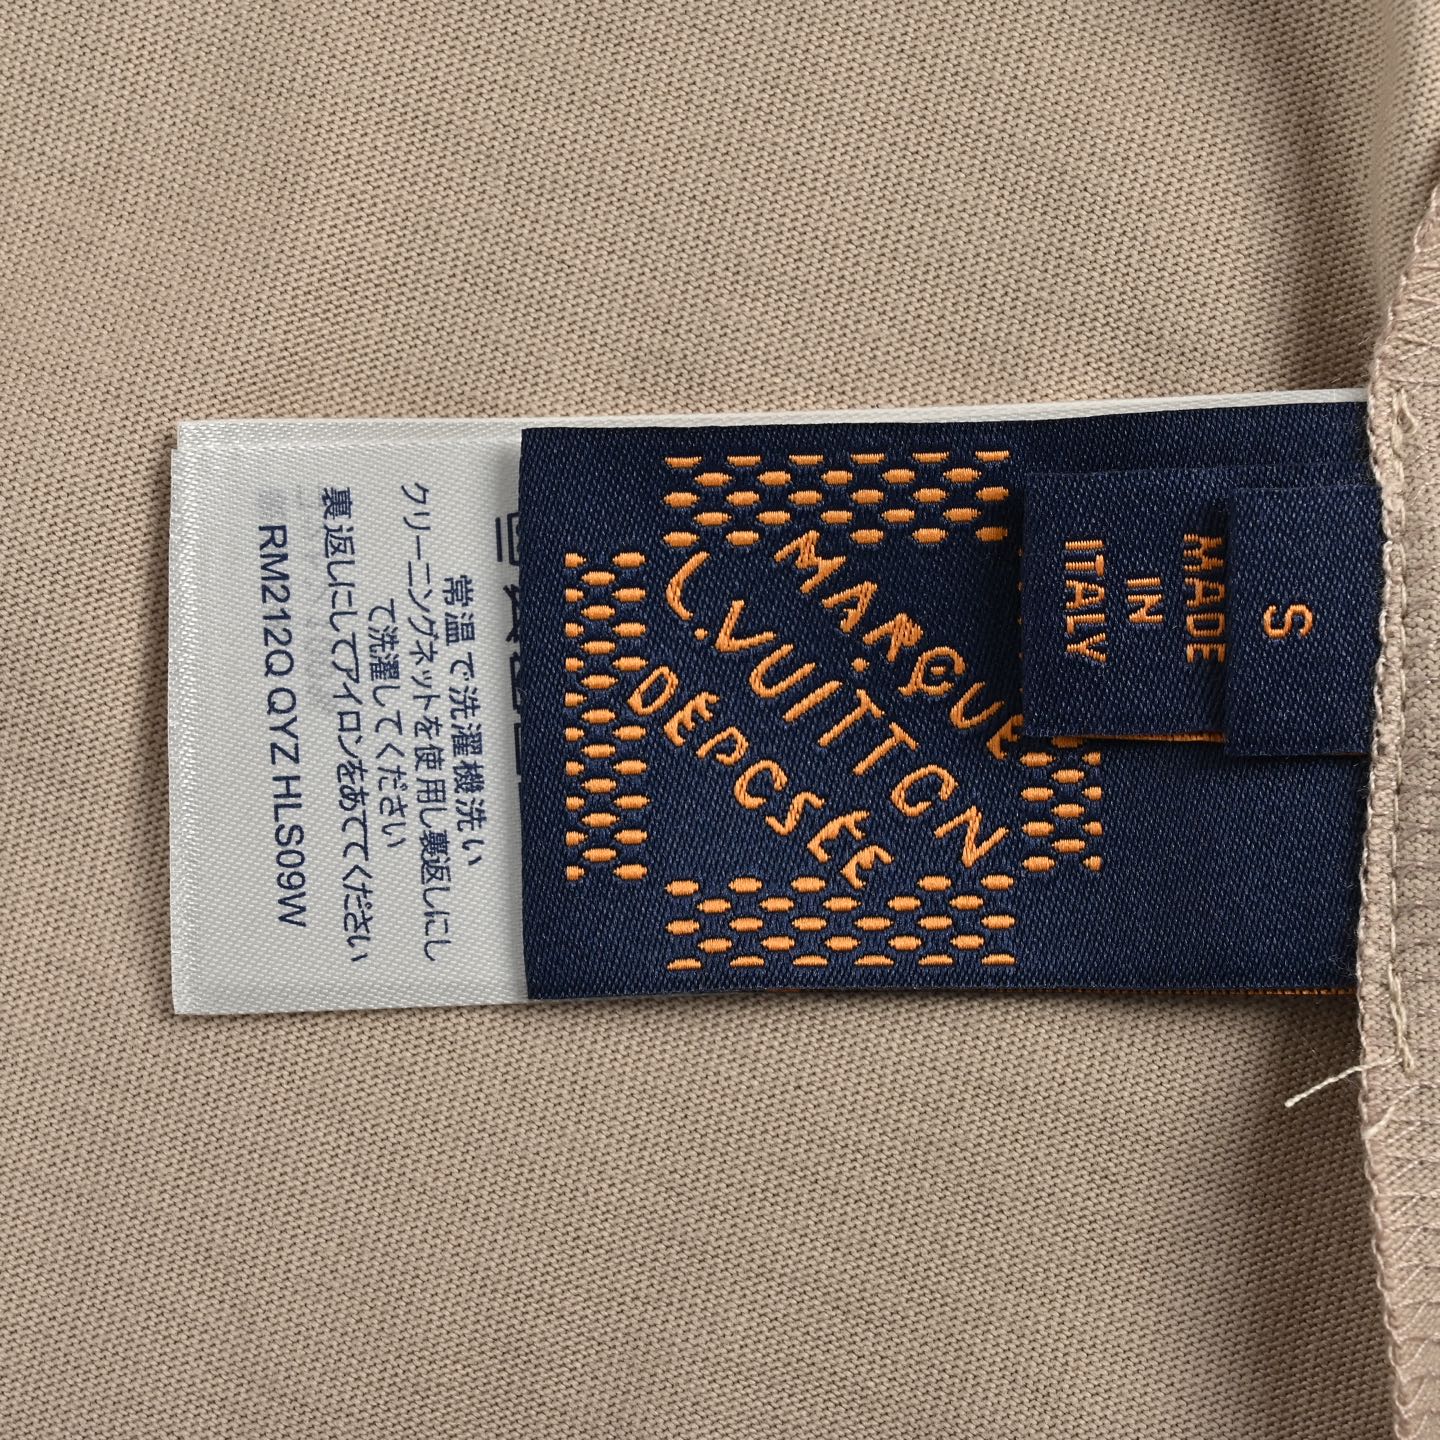 S
MADE
IN
ITALY
MARQUE
L.VUITTON
DÉPOSÉE
常温で洗濯機洗い
クリーニングネットを使用し裏返しにし
て洗濯してください
裏返しにしてアイロンをあててください
RM212Q QYZ HLS09W